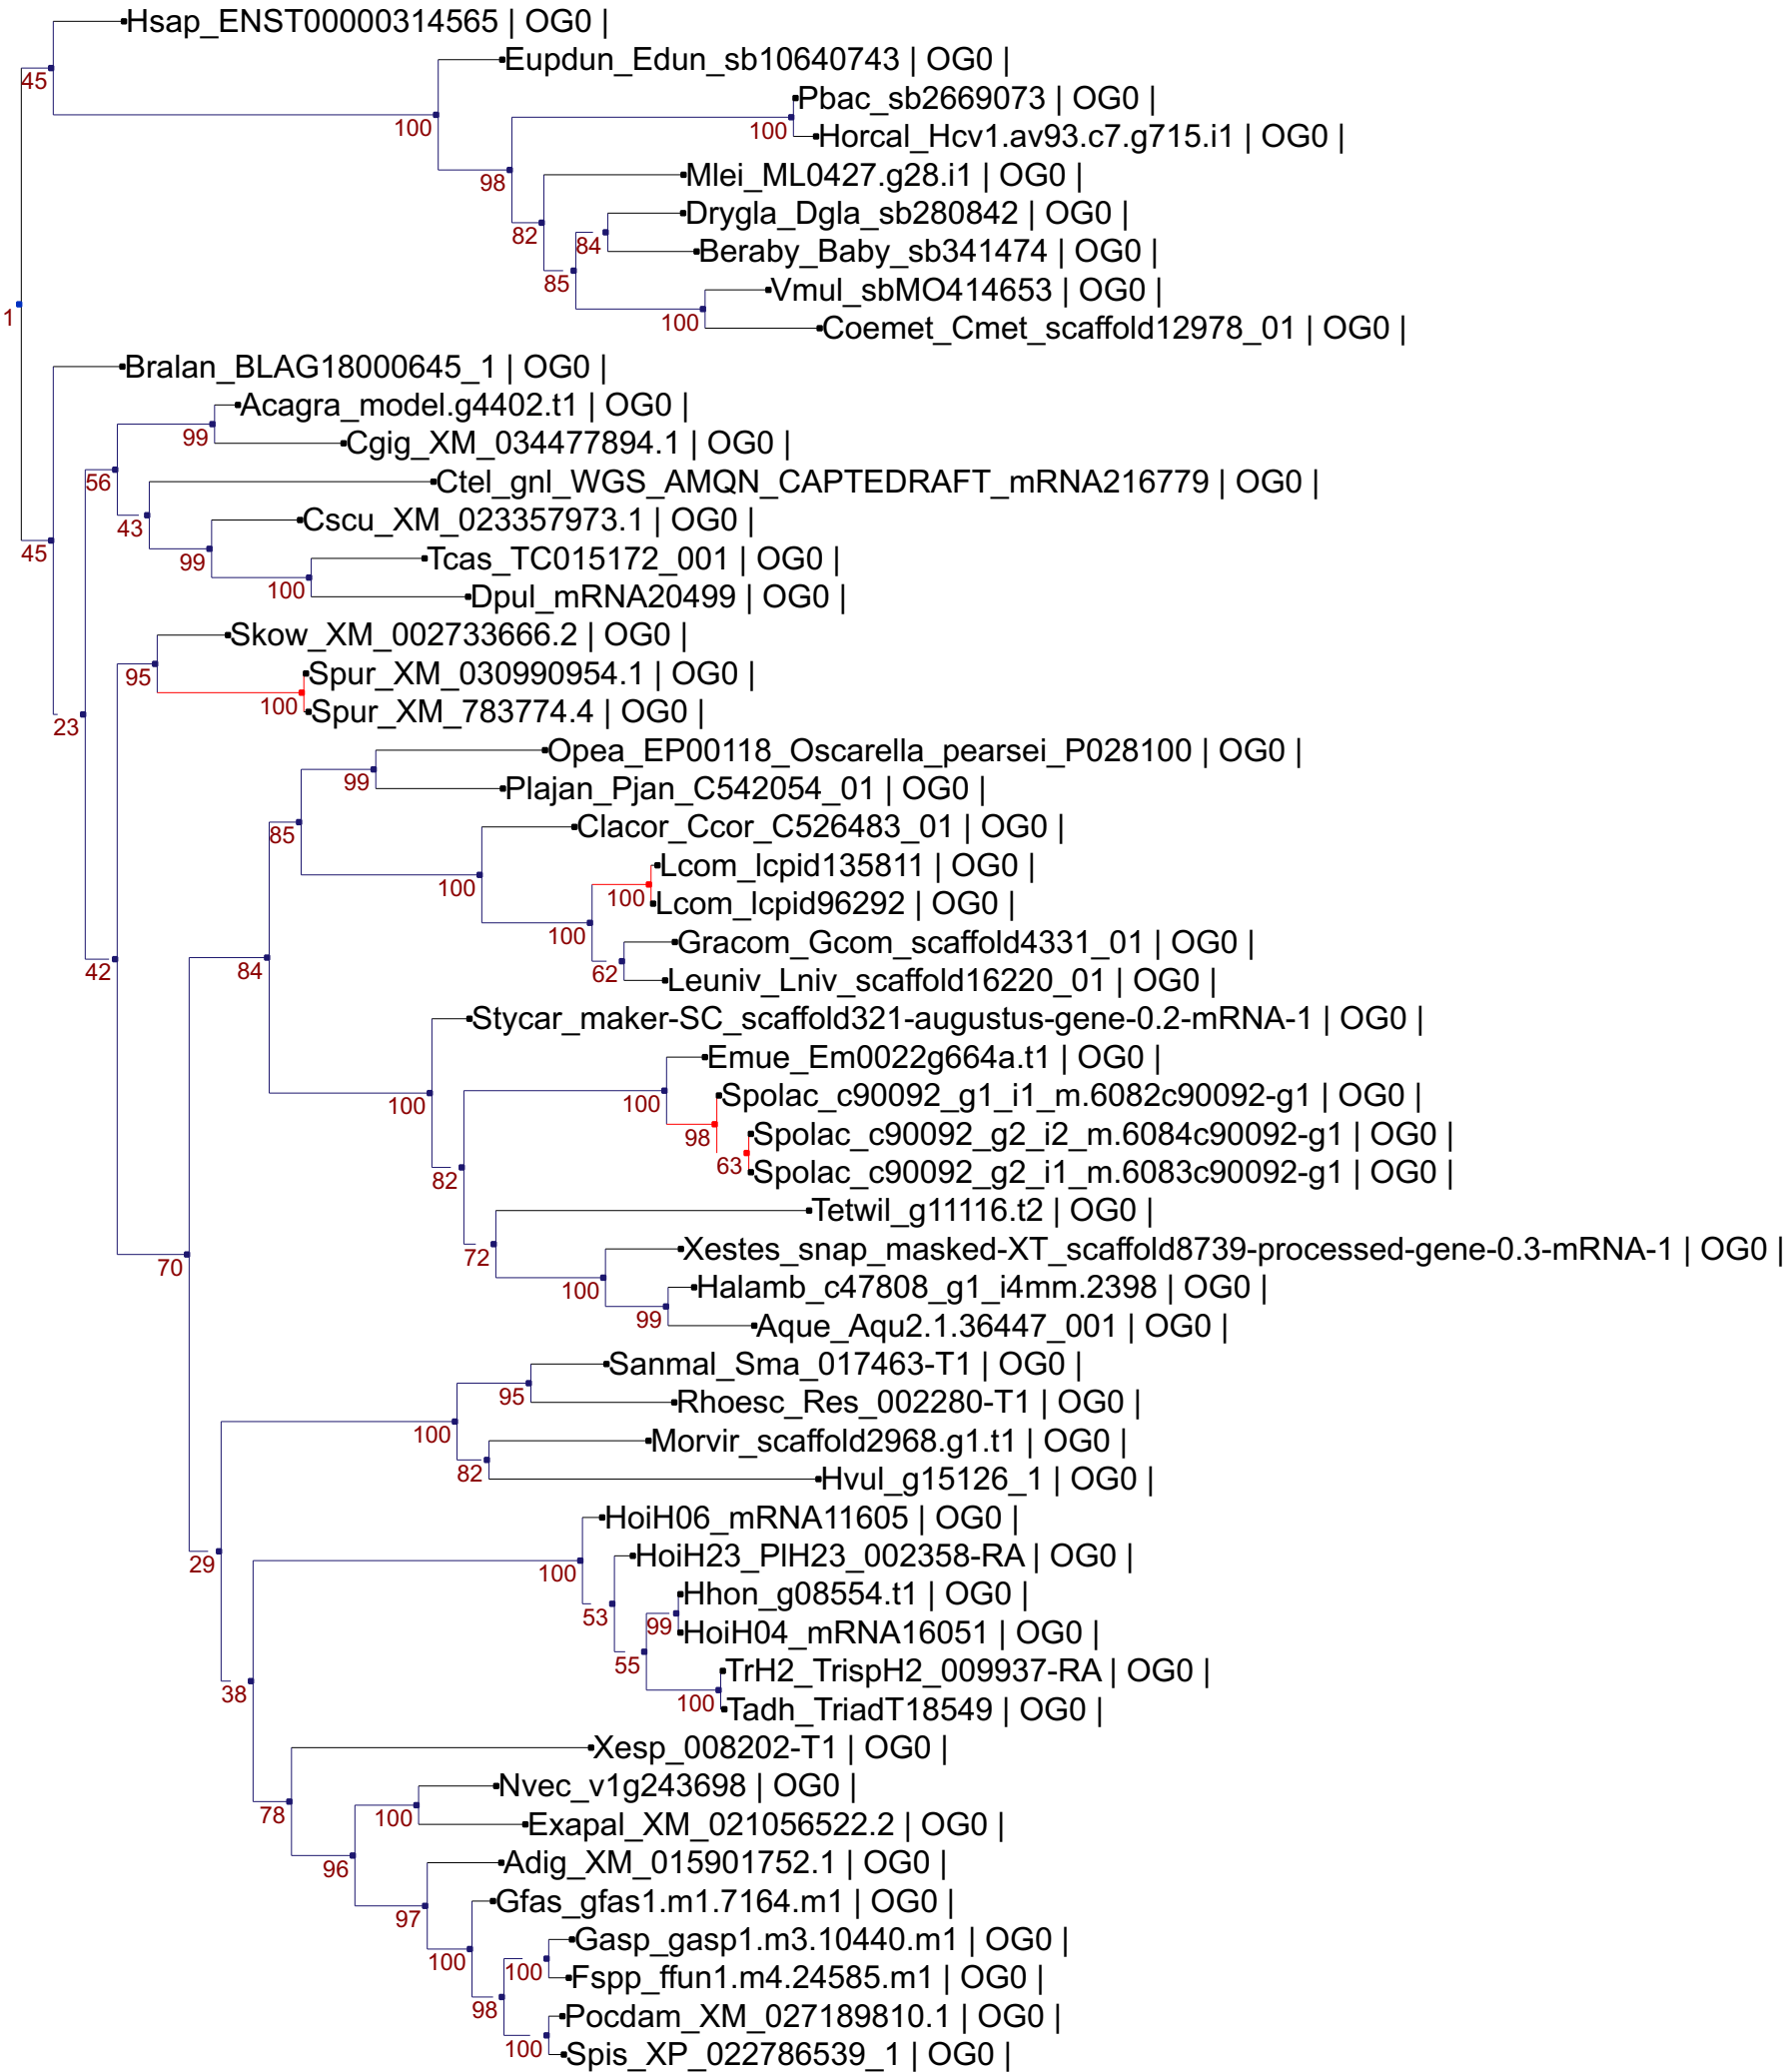 Hsap_ENST00000314565 | OG0 |
Eupdun_Edun_sb10640743 | OG0 |
45
Pbac_sb2669073 | OG0 |
100
100
Horcal_Hcv1.av93.c7.g715.i1 | OG0 |
Mlei_ML0427.g28.i1 | OG0 |
98
Drygla_Dgla_sb280842 | OG0 |
82
84
Beraby_Baby_sb341474 | OG0 |
85
Vmul_sbMO414653 | OG0 |
1
100
Coemet_Cmet_scaffold12978_01 | OG0 |
Bralan_BLAG18000645_1 | OG0 |
Acagra_model.g4402.t1 | OG0 |
99
Cgig_XM_034477894.1 | OG0 |
56
Ctel_gnl_WGS_AMQN_CAPTEDRAFT_mRNA216779 | OG0 |
43
Cscu_XM_023357973.1 | OG0 |
45
99
Tcas_TC015172_001 | OG0 |
100
Dpul_mRNA20499 | OG0 |
Skow_XM_002733666.2 | OG0 |
95
Spur_XM_030990954.1 | OG0 |
100
Spur_XM_783774.4 | OG0 |
23
Opea_EP00118_Oscarella_pearsei_P028100 | OG0 |
99
Plajan_Pjan_C542054_01 | OG0 |
85
Clacor_Ccor_C526483_01 | OG0 |
Lcom_lcpid135811 | OG0 |
100
100
Lcom_lcpid96292 | OG0 |
100
Gracom_Gcom_scaffold4331_01 | OG0 |
42
84
62
Leuniv_Lniv_scaffold16220_01 | OG0 |
Stycar_maker-SC_scaffold321-augustus-gene-0.2-mRNA-1 | OG0 |
Emue_Em0022g664a.t1 | OG0 |
100
100
Spolac_c90092_g1_i1_m.6082c90092-g1 | OG0 |
98
Spolac_c90092_g2_i2_m.6084c90092-g1 | OG0 |
63
Spolac_c90092_g2_i1_m.6083c90092-g1 | OG0 |
82
Tetwil_g11116.t2 | OG0 |
72
Xestes_snap_masked-XT_scaffold8739-processed-gene-0.3-mRNA-1 | OG0 |
70
100
Halamb_c47808_g1_i4mm.2398 | OG0 |
99
Aque_Aqu2.1.36447_001 | OG0 |
Sanmal_Sma_017463-T1 | OG0 |
95
Rhoesc_Res_002280-T1 | OG0 |
100
Morvir_scaffold2968.g1.t1 | OG0 |
82
Hvul_g15126_1 | OG0 |
HoiH06_mRNA11605 | OG0 |
29
100
HoiH23_PlH23_002358-RA | OG0 |
Hhon_g08554.t1 | OG0 |
53
99
HoiH04_mRNA16051 | OG0 |
55
TrH2_TrispH2_009937-RA | OG0 |
38
100
Tadh_TriadT18549 | OG0 |
Xesp_008202-T1 | OG0 |
Nvec_v1g243698 | OG0 |
78
100
Exapal_XM_021056522.2 | OG0 |
96
Adig_XM_015901752.1 | OG0 |
Gfas_gfas1.m1.7164.m1 | OG0 |
97
Gasp_gasp1.m3.10440.m1 | OG0 |
100
100
Fspp_ffun1.m4.24585.m1 | OG0 |
98
Pocdam_XM_027189810.1 | OG0 |
100
Spis_XP_022786539_1 | OG0 |